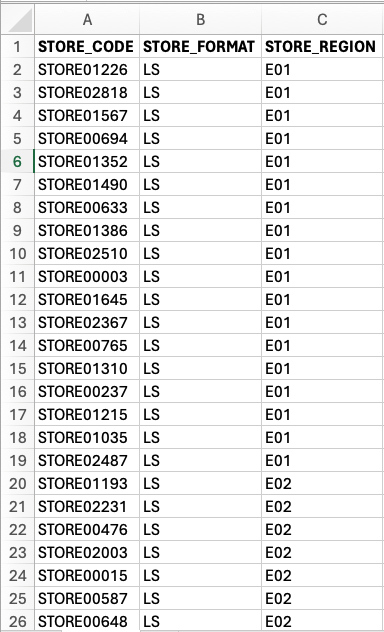 A B C
1 STORE_CODE STORE_FORMAT STORE_REGION
2 STORE01226 LS E01
3 STORE02818 LS E01
4 STORE01567 LS E01
5 STORE00694 LS E01
6 STORE01352 LS E01
7 STORE01490 LS E01
8 STORE00633 LS E01
9 STORE01386 LS E01
10 STORE02510 LS E01
11 STORE00003 LS E01
12 STORE01645 LS E01
13 STORE02367 LS E01
14 STORE00765 LS E01
15 STORE01310 LS E01
16 STORE00237 LS E01
17 STORE01215 LS E01
18 STORE01035 LS E01
19 STORE02487 LS E01
20 STORE01193 LS E02
21 STORE02231 LS E02
22 STORE00476 LS E02
23 STORE02003 LS E02
24 STORE00015 LS E02
25 STORE00587 LS E02
26 STORE00648 LS E02